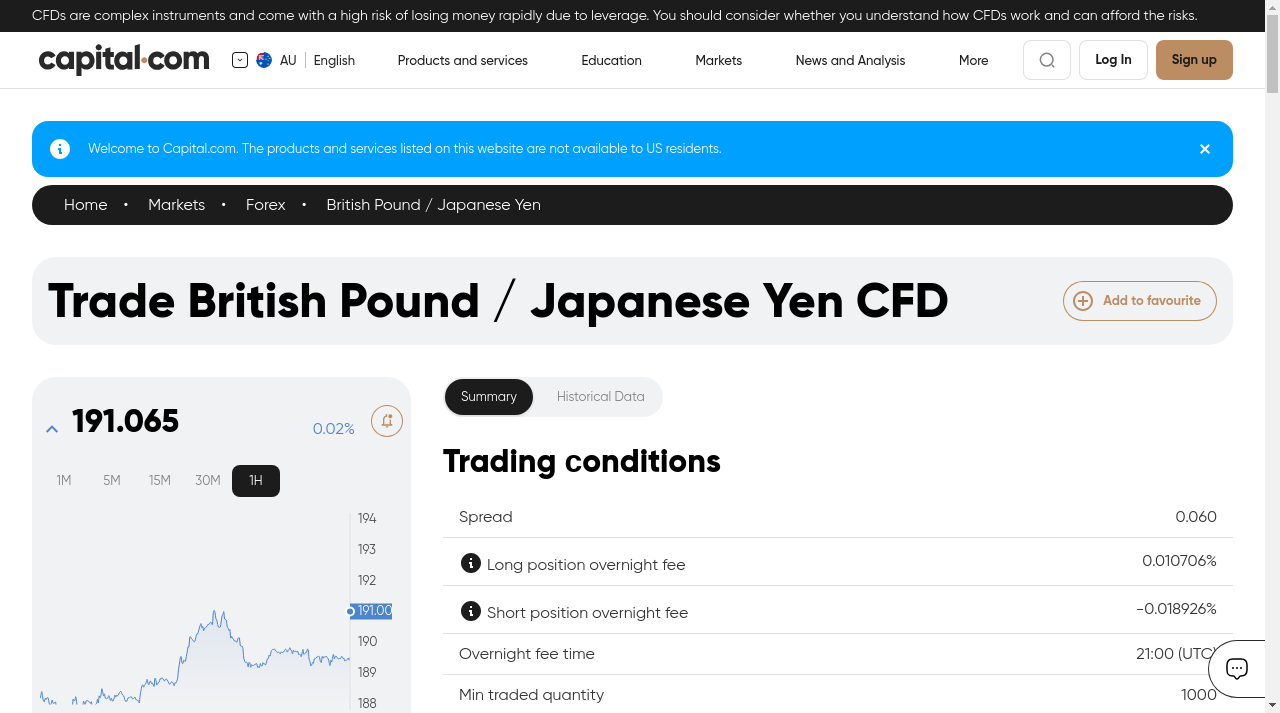 CFDs are complex instruments and come with a high risk of losing money rapidly due to leverage. You should consider whether you understand how CFDs work and can afford the risks.
capital.com AU English Products and services Education Markets News and Analysis More Log In Sign up
Welcome to Capital.com. The products and services listed on this website are not available to US residents.
Home • Markets • Forex • British Pound / Japanese Yen
Trade British Pound / Japanese Yen CFD
Add to favourite
191.065
0.02%
1M 5M 15M 30M 1H
194
193
192
191.00
190
189
188
Summary Historical Data
Trading conditions
Spread 0.060
Long position overnight fee 0.010706%
Short position overnight fee -0.018926%
Overnight fee time 21:00 (UTC)
Min traded quantity 1000